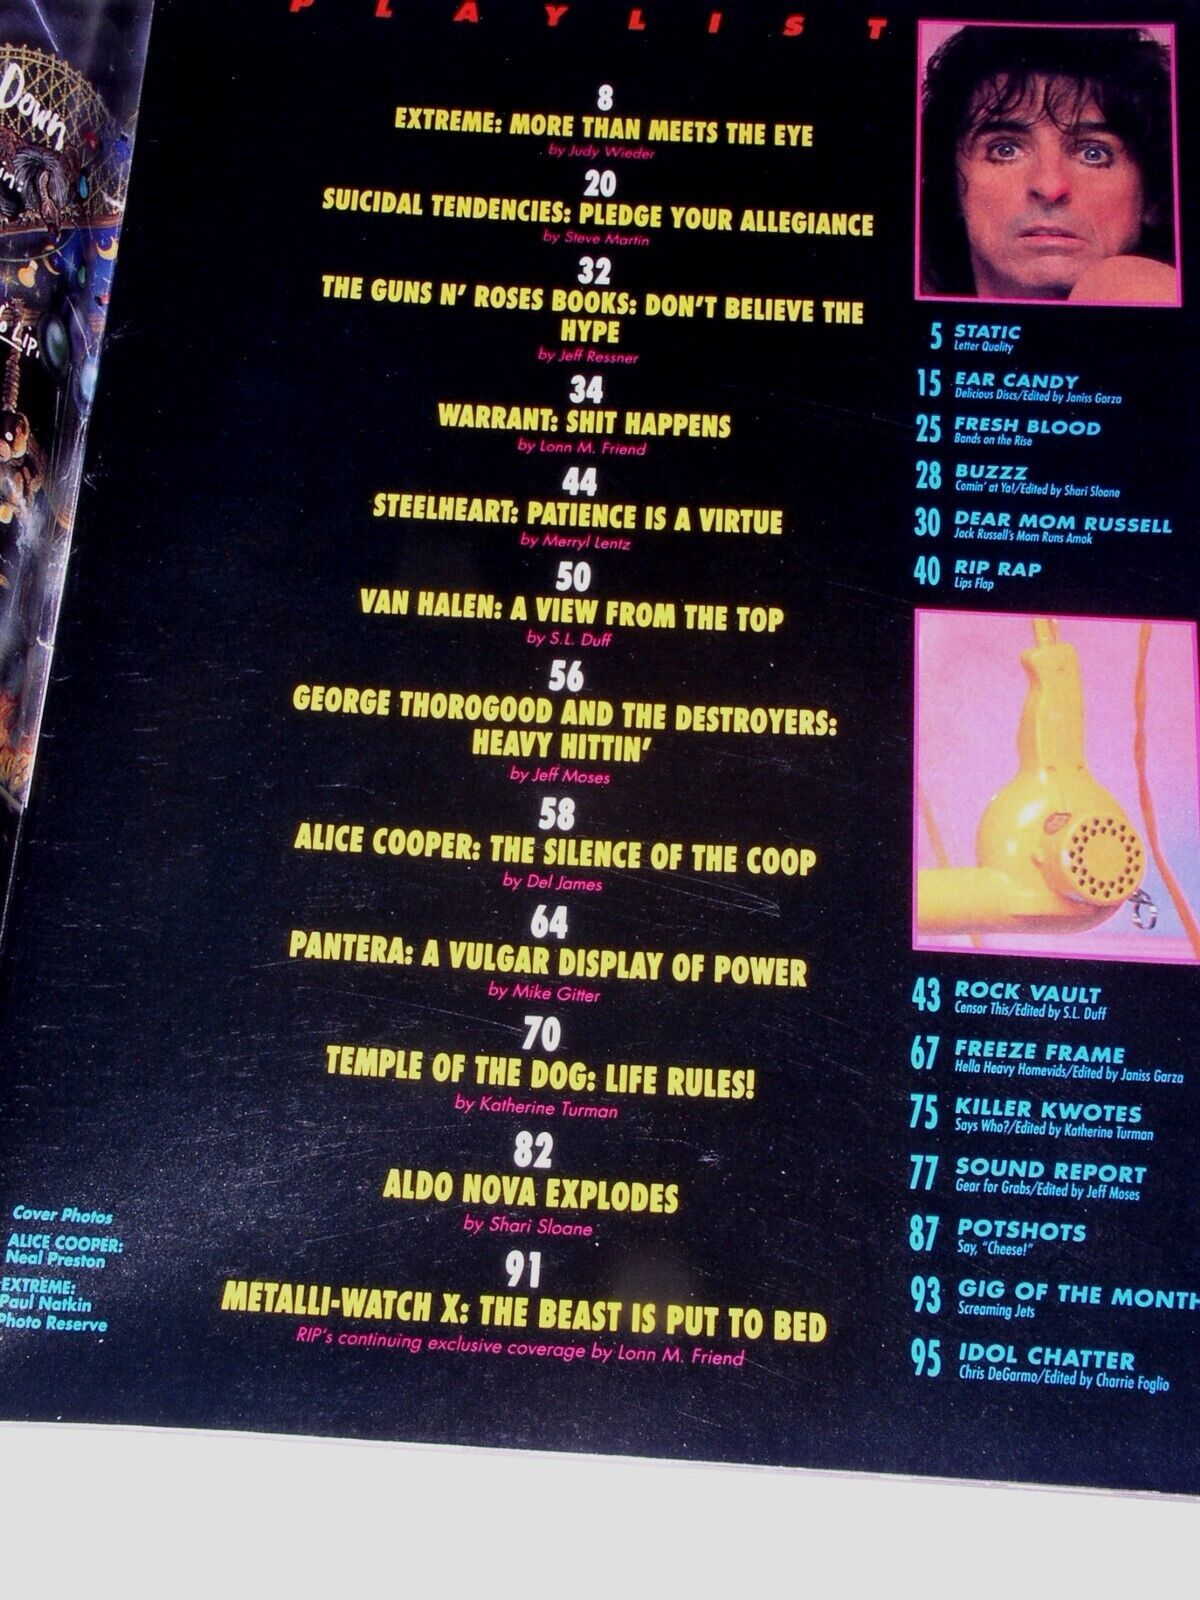 PLAYLIST
8
EXTREME: MORE THAN MEETS THE EYE
by Judy Wieder
20
SUICIDAL TENDENCIES: PLEDGE YOUR ALLEGIANCE
by Steve Martin
32
THE GUNS N' ROSES BOOKS: DON'T BELIEVE THE
HYPE
by Jeff Ressner
34
WARRANT: SHIT HAPPENS
by Lonn M. Friend
44
STEELHEART: PATIENCE IS A VIRTUE
by Merryl Lentz
50
VAN HALEN: A VIEW FROM THE TOP
by S.L. Duff
56
GEORGE THOROGOOD AND THE DESTROYERS:
HEAVY HITTIN'
by Jeff Moses
58
ALICE COOPER: THE SILENCE OF THE COOP
by Del James
64
PANTERA: A VULGAR DISPLAY OF POWER
by Mike Gitter
70
TEMPLE OF THE DOG: LIFE RULES!
by Katherine Turman
82
ALDO NOVA EXPLODES
by Shari Sloane
91
METALLI-WATCH X: THE BEAST IS PUT TO BED
RIP's continuing exclusive coverage by Lonn M. Friend
5 STATIC
Letter Quality
15 EAR CANDY
Delicious Discs/Edited by Janiss Garza
25 FRESH BLOOD
Bands on the Rise
28 BUZZZ
Comin' at Ya!/Edited by Shari Sloane
30 DEAR MOM RUSSELL
Jack Russell's Mom Runs Amok
40 RIP RAP
Lips Flap
43 ROCK VAULT
Censor This/Edited by S.L. Duff
67 FREEZE FRAME
Hella Heavy Homevids/Edited by Janiss Garza
75 KILLER KWOTES
Says Who?/Edited by Katherine Turman
77 SOUND REPORT
Gear for Grabs/Edited by Jeff Moses
87 POTSHOTS
Say, "Cheese!"
93 GIG OF THE MONTH
Screaming Jets
95 IDOL CHATTER
Chris DeGarmo/Edited by Charrie Foglio
Cover Photos
ALICE COOPER:
Neal Preston
EXTREME:
Paul Natkin
Photo Reserve
Down
Lip